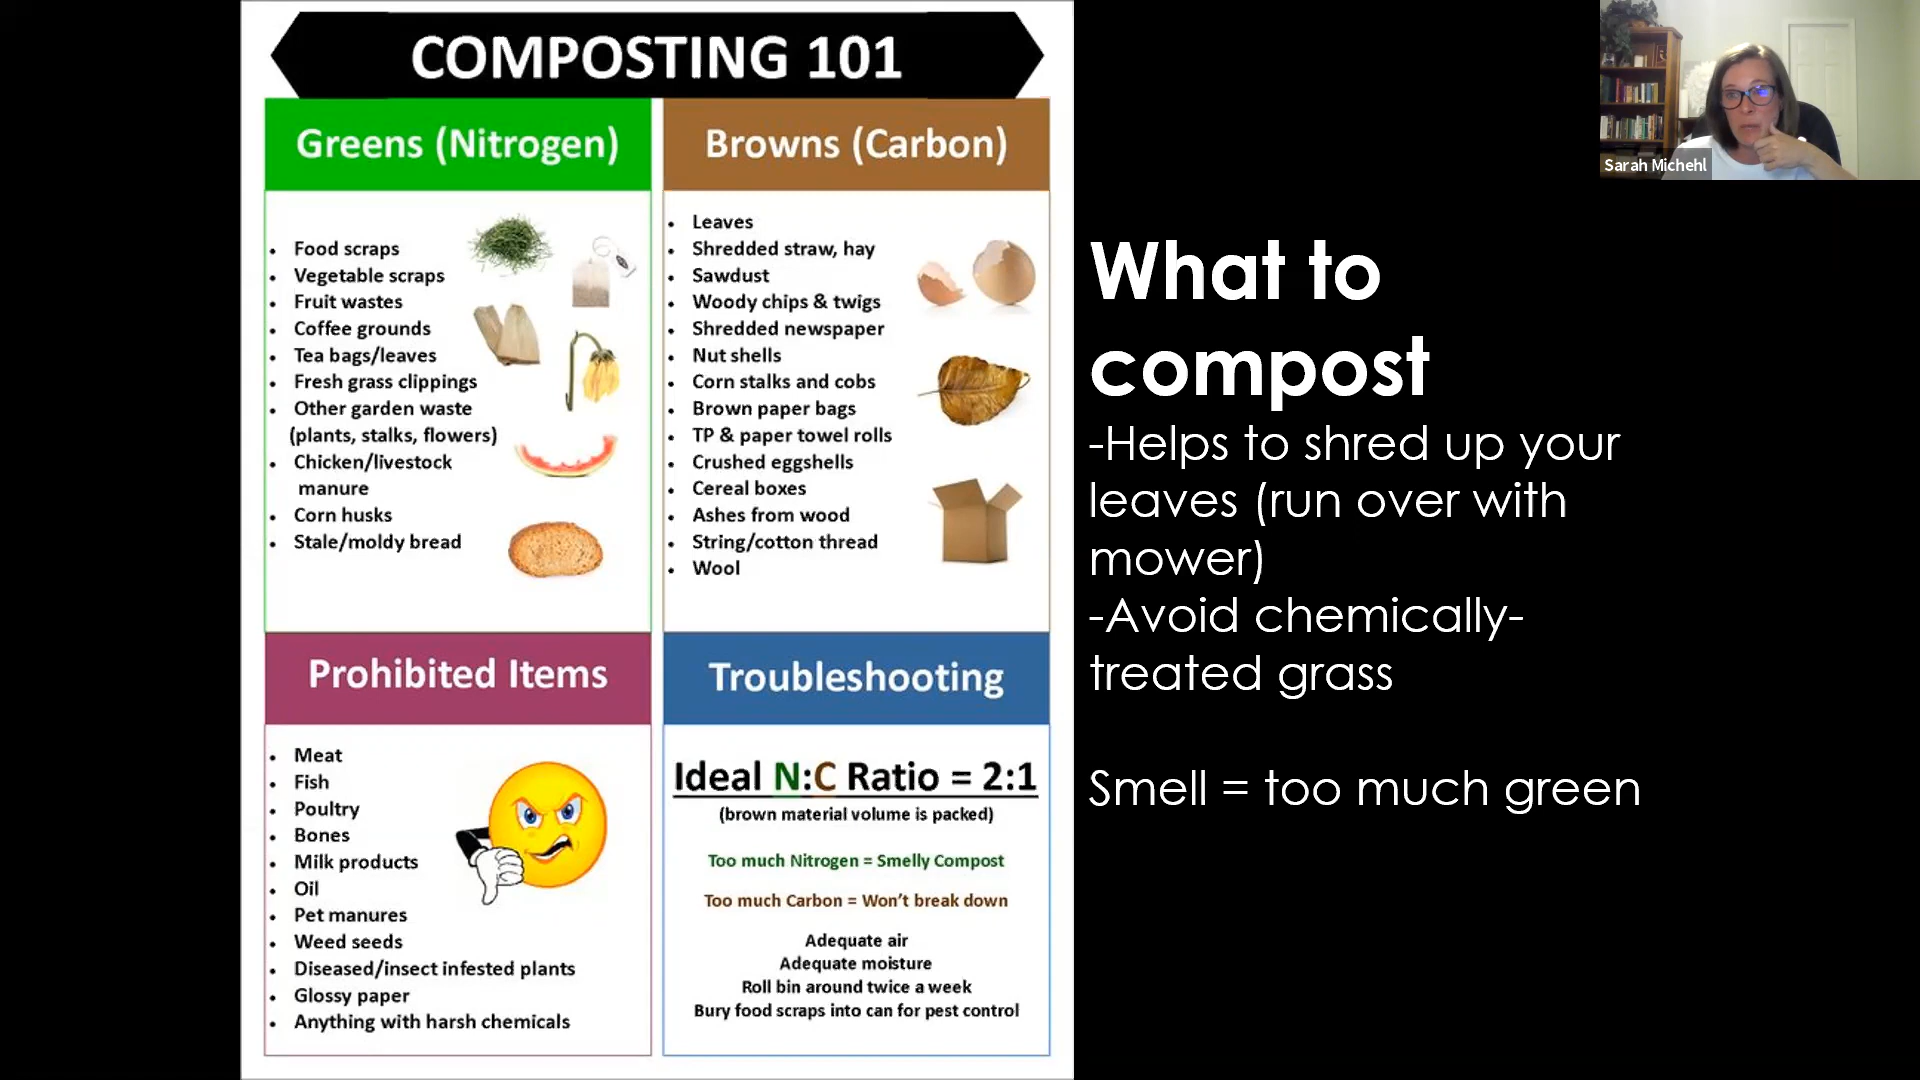 COMPOSTING 101
Greens (Nitrogen)
Food scraps
Vegetable scraps
Fruit wastes
Coffee grounds
Tea bags/leaves
Fresh grass clippings
Other garden waste
(plants, stalks, flowers)
Chicken/livestock
manure
Corn husks
Stale/moldy bread
Browns (Carbon)
Leaves
Shredded straw, hay
Sawdust
Woody chips & twigs
Shredded newspaper
Nut shells
Corn stalks and cobs
Brown paper bags
TP & paper towel rolls
Crushed eggshells
Cereal boxes
Ashes from wood
String/cotton thread
Wool
Prohibited Items
Meat
Fish
Poultry
Bones
Milk products
Oil
Pet manures
Weed seeds
Diseased/insect infested plants
Glossy paper
Anything with harsh chemicals
Troubleshooting
Ideal N:C Ratio = 2:1
(brown material volume is packed)
Too much Nitrogen = Smelly Compost
Too much Carbon = Won't break down
Adequate air
Adequate moisture
Roll bin around twice a week
Bury food scraps into can for pest control
What to
compost
-Helps to shred up your
leaves (run over with
mower)
-Avoid chemically-
treated grass
Smell = too much green
Sarah Michehl